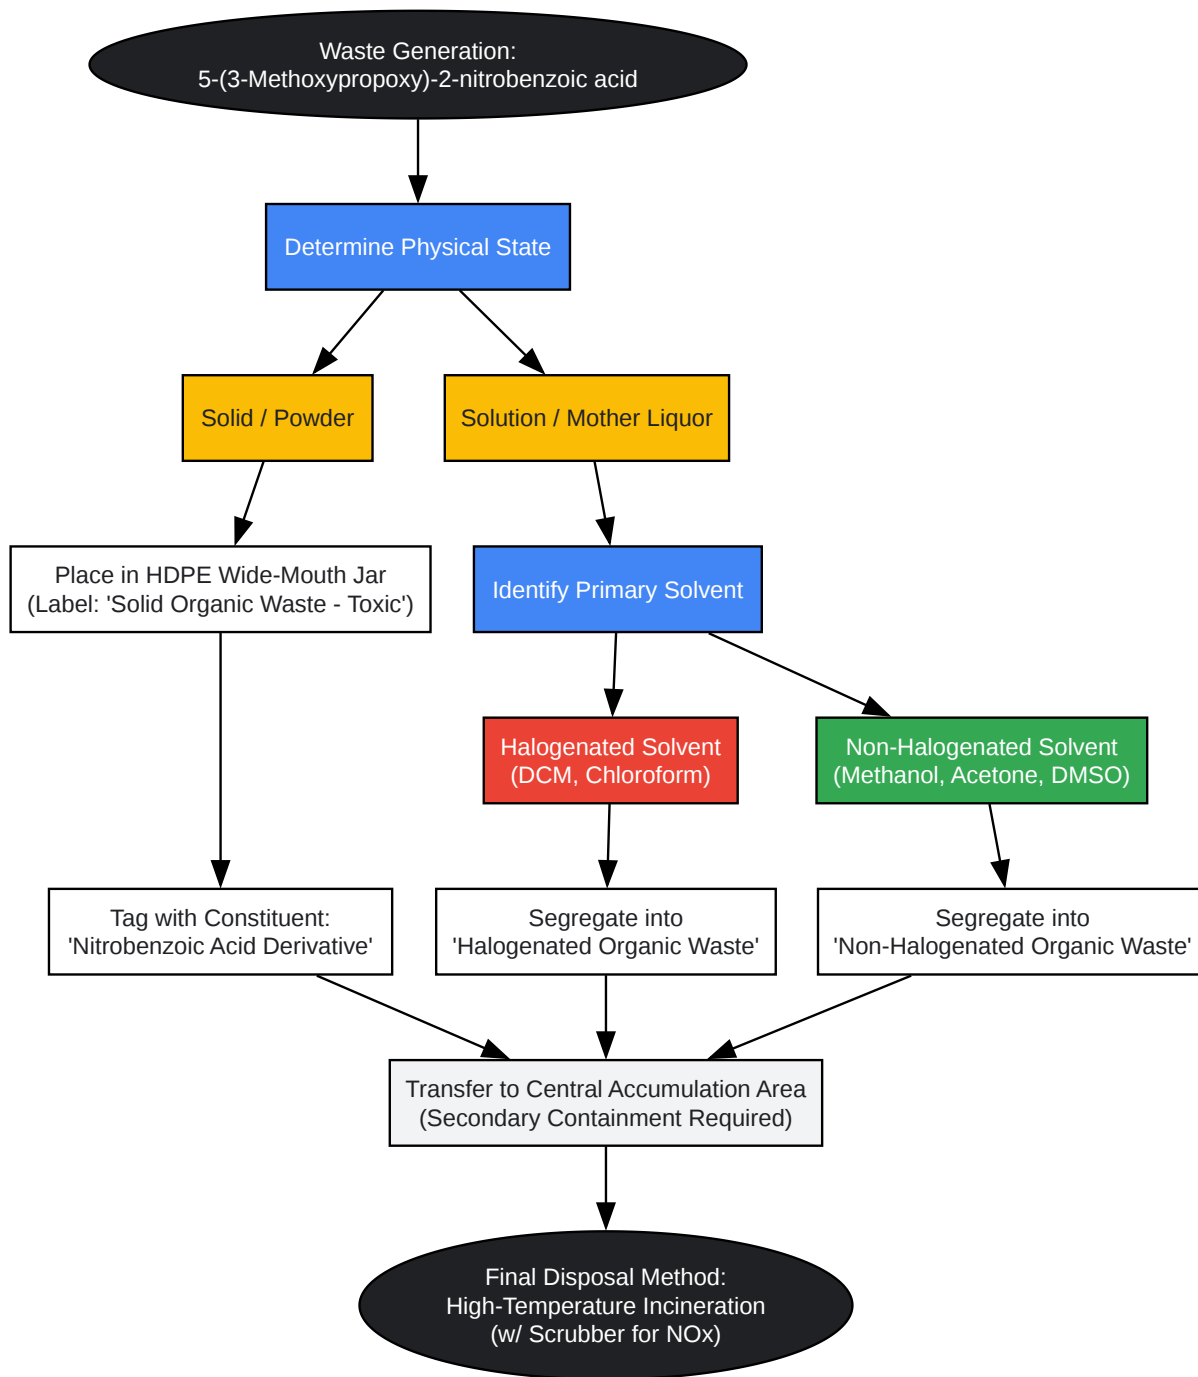 Waste Generation:
5-(3-Methoxypropoxy)-2-nitrobenzoic acid
Determine Physical State
Solid / Powder
Solution / Mother Liquor
Place in HDPE Wide-Mouth Jar
(Label: 'Solid Organic Waste - Toxic')
Identify Primary Solvent
Halogenated Solvent
(DCM, Chloroform)
Non-Halogenated Solvent
(Methanol, Acetone, DMSO)
Tag with Constituent:
'Nitrobenzoic Acid Derivative'
Segregate into
'Halogenated Organic Waste'
Segregate into
'Non-Halogenated Organic Waste'
Transfer to Central Accumulation Area
(Secondary Containment Required)
Final Disposal Method:
High-Temperature Incineration
(w/ Scrubber for NOx)